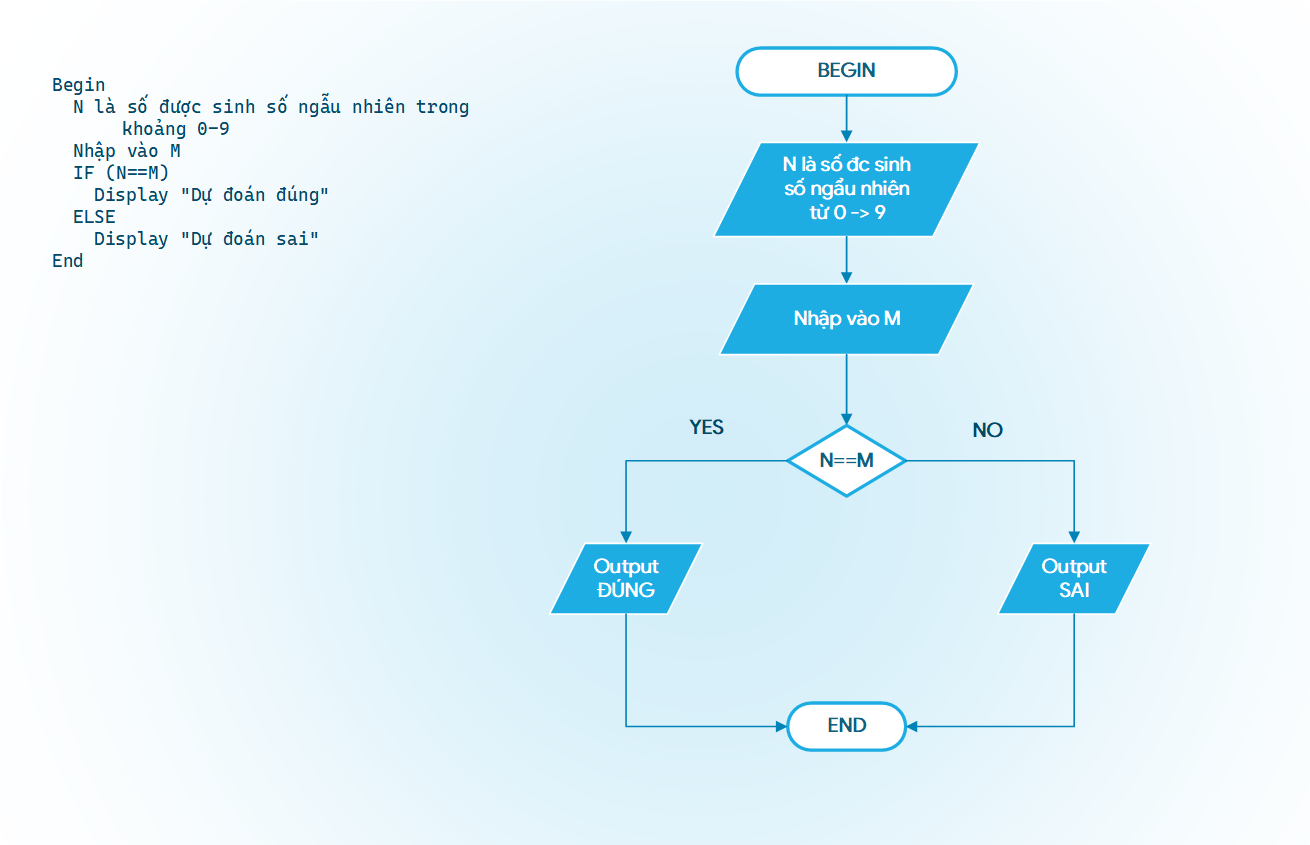 Begin
N là số được sinh số ngẫu nhiên trong
khoảng 0-9
Nhập vào M
IF (N==M)
Display "Dự đoán đúng"
ELSE
Display "Dự đoán sai"
End
BEGIN
N là số đc sinh
số ngẩu nhiên
từ 0 -> 9
Nhập vào M
YES
NO
N==M
Output
ĐÚNG
Output
SAI
END